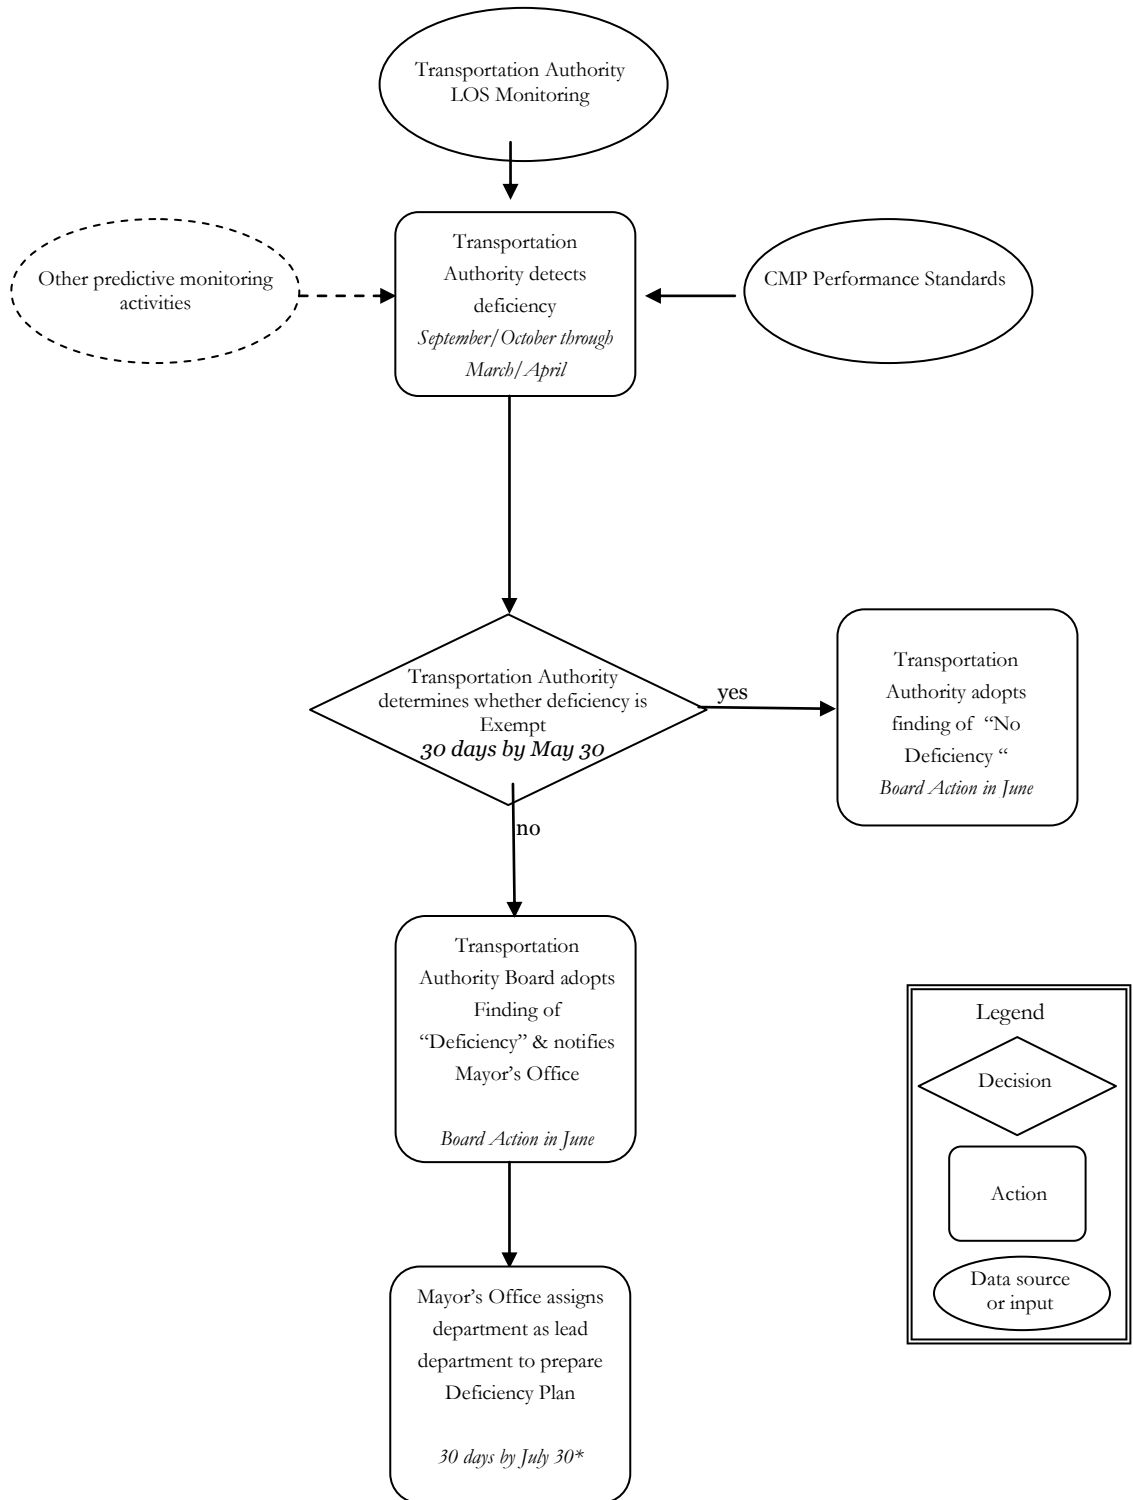 Transportation Authority
LOS Monitoring
Other predictive monitoring
activities
Transportation
Authority detects
deficiency
September/October through
March/April
CMP Performance Standards
Transportation Authority
determines whether deficiency is
Exempt
30 days by May 30
yes
Transportation
Authority adopts
finding of “No
Deficiency “
Board Action in June
no
Transportation
Authority Board adopts
Finding of
“Deficiency” & notifies
Mayor’s Office
Board Action in June
Mayor’s Office assigns
department as lead
department to prepare
Deficiency Plan
30 days by July 30*
Legend
Decision
Action
Data source
or input